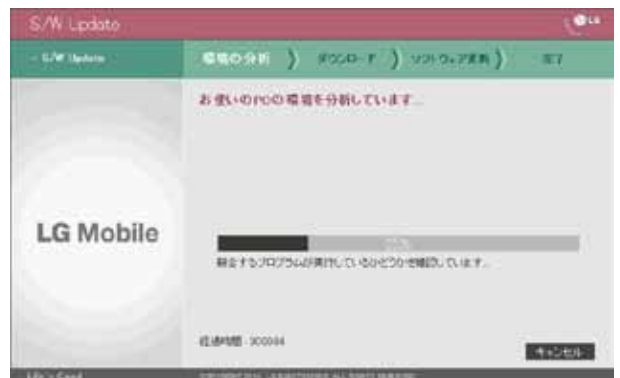 S/W Update
LG
S/W Update
環境の分析 〉 ダウンロード 〉 ソフトウェア更新 〉 完了
お使いのPCの環境を分析しています...
LG Mobile
競合するプログラムが実行しているかどうかを確認しています...
経過時間 : 000004
キャンセル
Life's Good